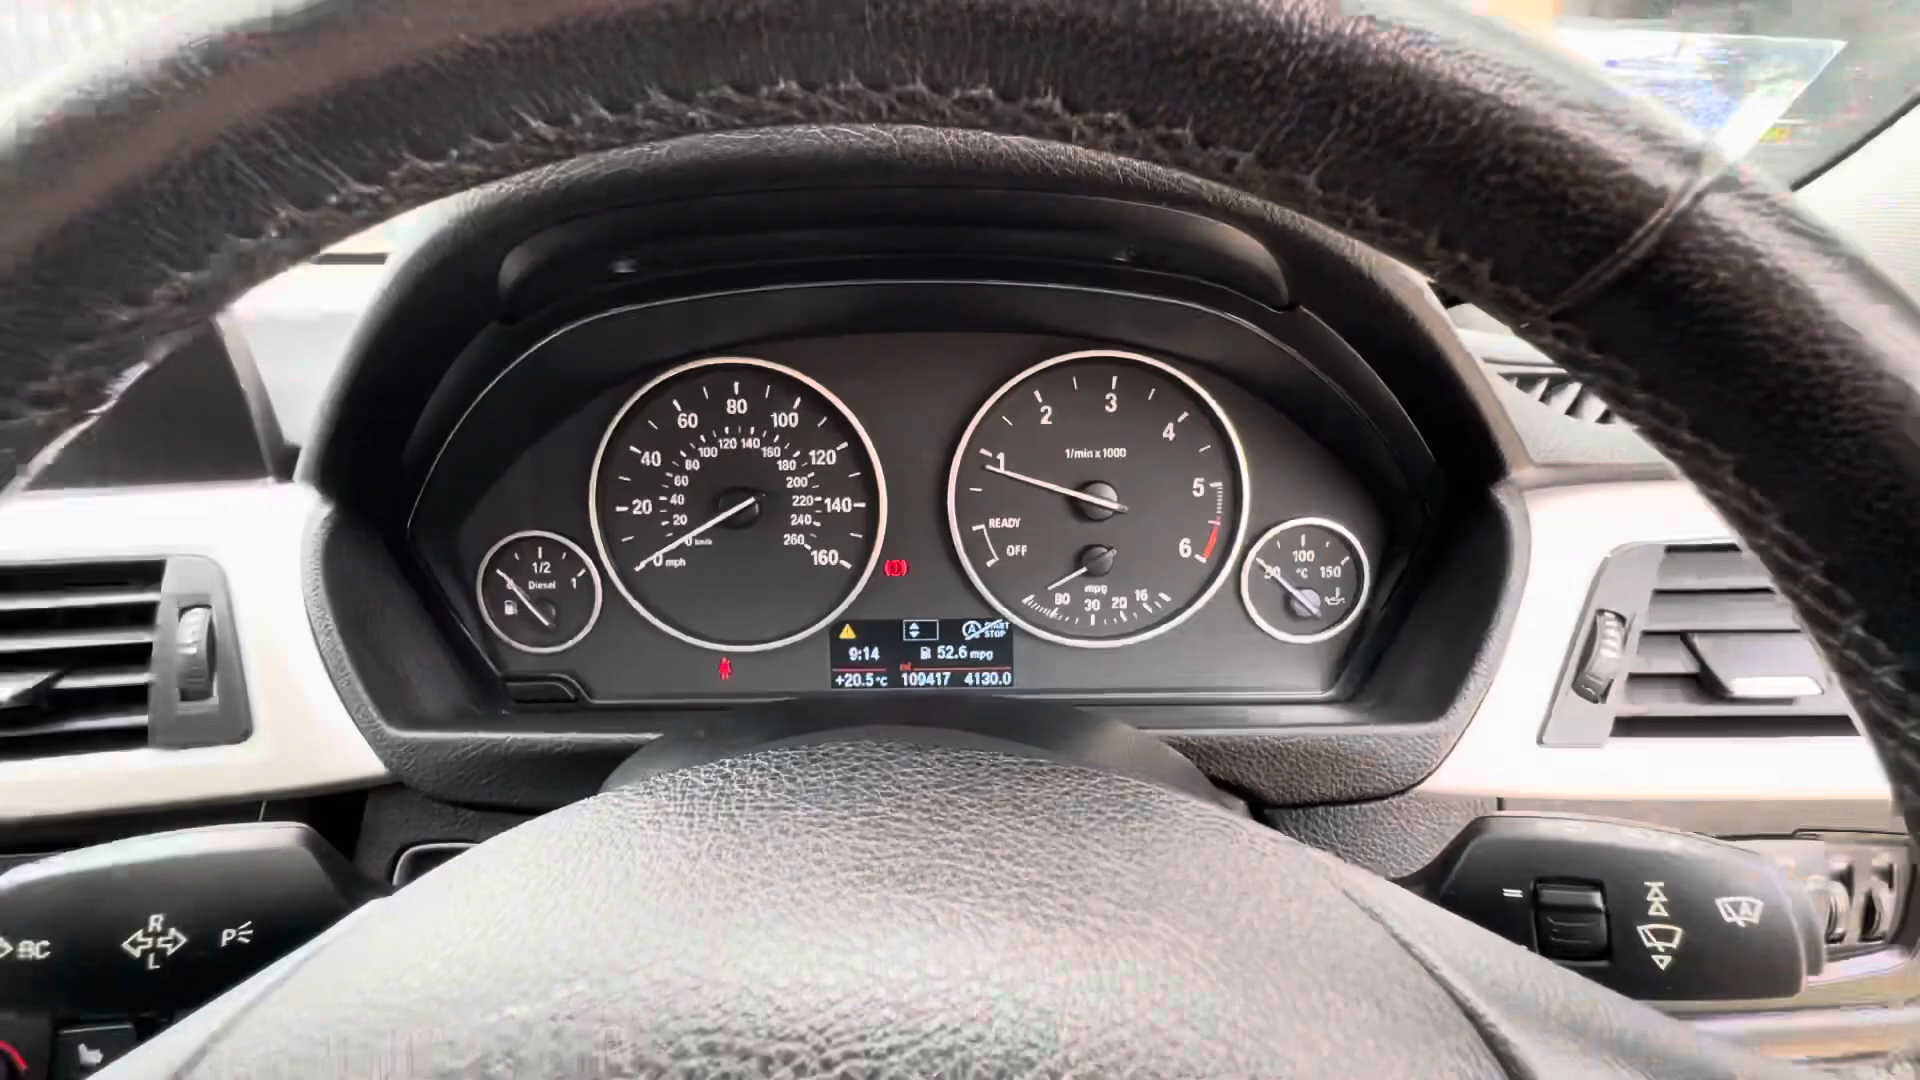 20
40
60
80
100
120
140
160
0 mph
20
40
60
80
100
120
140
160
180
200
220
240
260
0 km/h
1
2
3
4
5
6
1/min x 1000
READY
OFF
mpg
80
30
20
16
1/2
1
Diesel
100
°C
150
START
STOP
9:14
52.6 mpg
mi
+20.5°C
109417
4130.0
BC
R
L
P
A